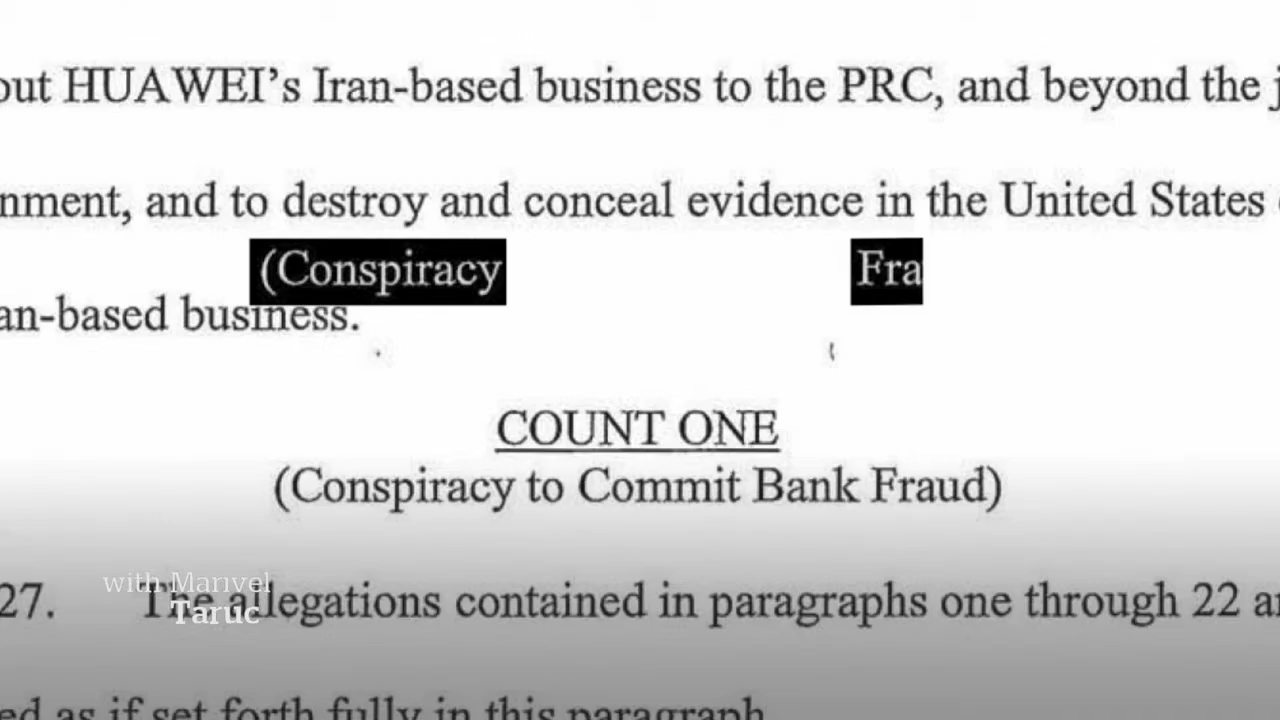 out HUAWEI's Iran-based business to the PRC, and beyond the j
nment, and to destroy and conceal evidence in the United States
(Conspiracy Fra
an-based business.
COUNT ONE
(Conspiracy to Commit Bank Fraud)
27. The allegations contained in paragraphs one through 22 an
with Marivel
Taruc
ed as if set forth fully in this paragraph